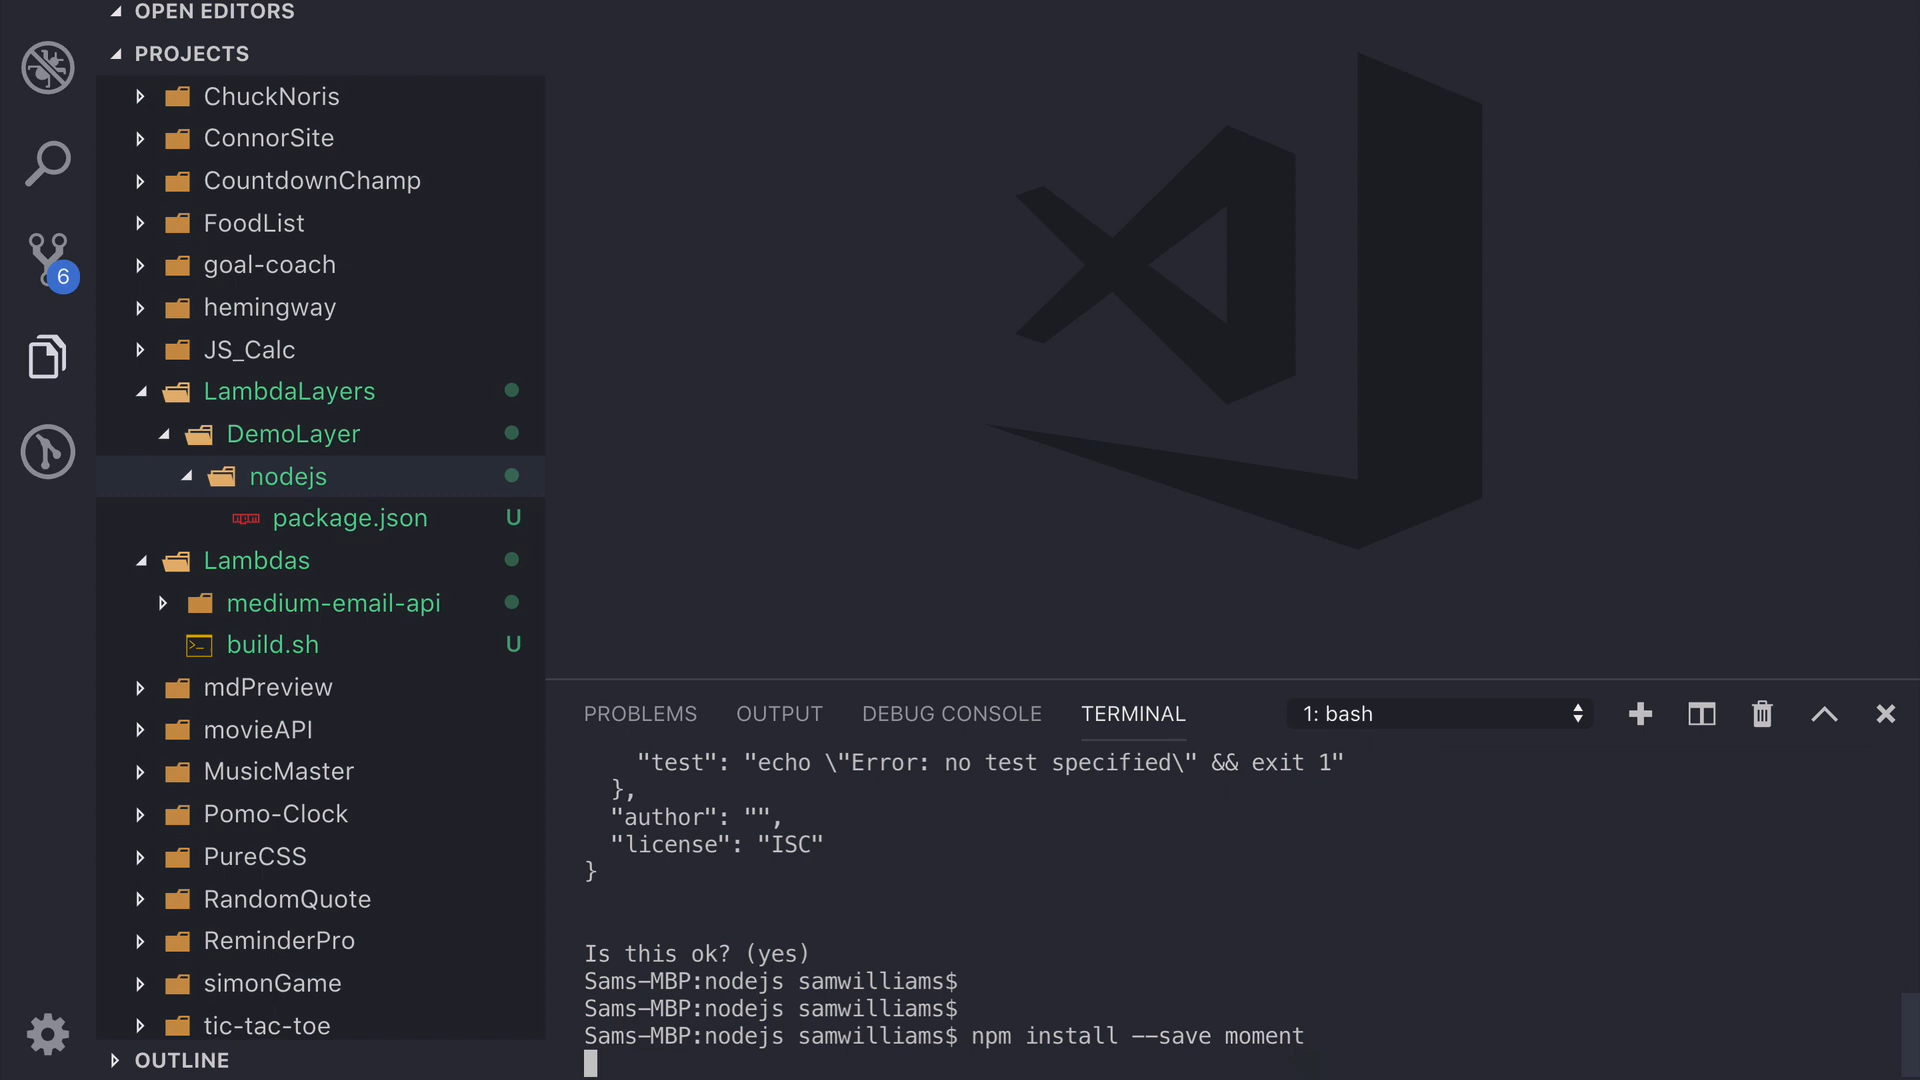 OPEN EDITORS
PROJECTS
ChuckNoris
ConnorSite
CountdownChamp
FoodList
goal-coach
6
hemingway
JS_Calc
LambdaLayers
DemoLayer
nodejs
package.json U
Lambdas
medium-email-api
build.sh U
mdPreview
movieAPI
MusicMaster
Pomo-Clock
PureCSS
RandomQuote
ReminderPro
simonGame
tic-tac-toe
OUTLINE
PROBLEMS OUTPUT DEBUG CONSOLE TERMINAL 1: bash
"test": "echo \"Error: no test specified\" && exit 1"
},
"author": "",
"license": "ISC"
}
Is this ok? (yes)
Sams-MBP:nodejs samwilliams$
Sams-MBP:nodejs samwilliams$
Sams-MBP:nodejs samwilliams$ npm install --save moment